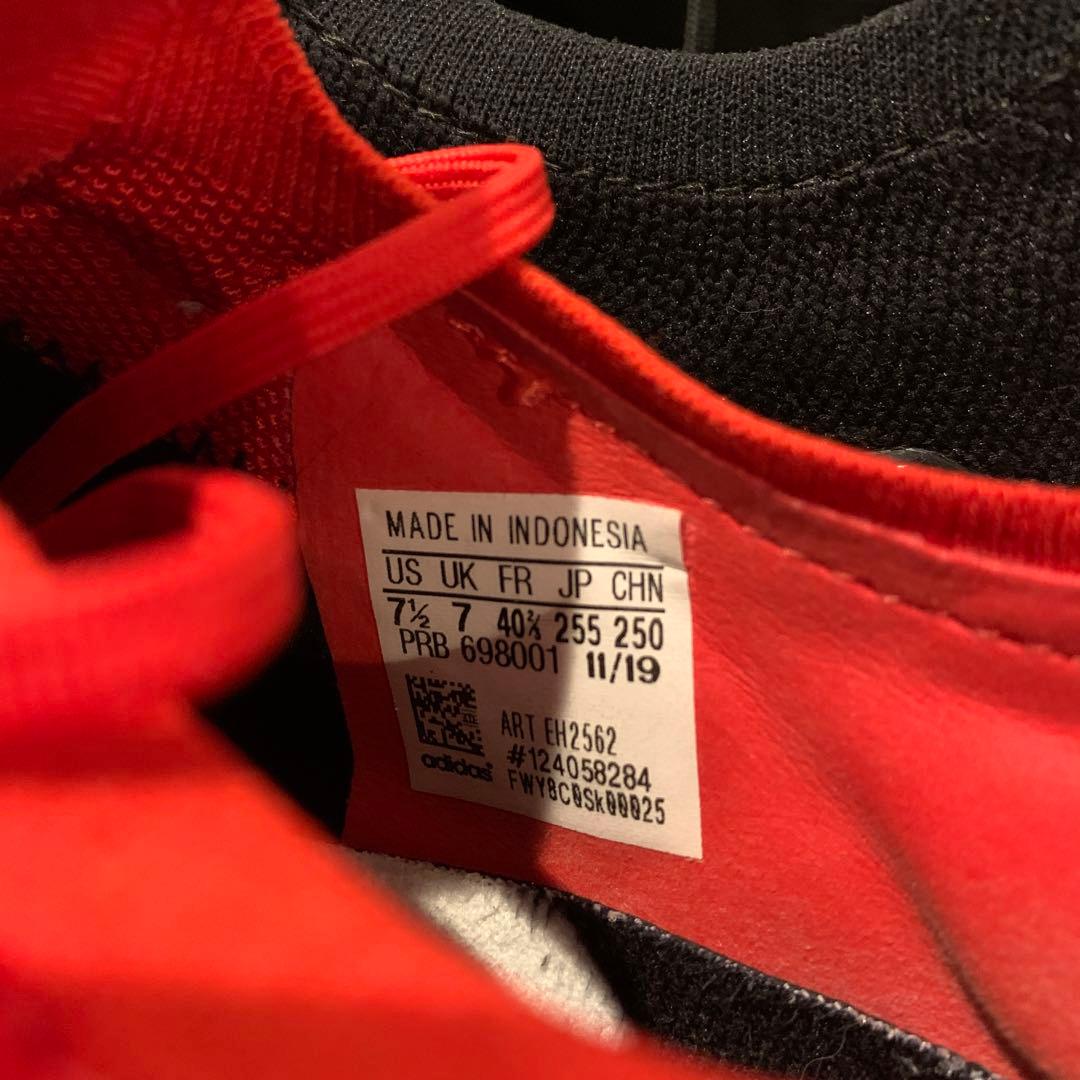 MADE IN INDONESIA
US UK FR JP CHN
7½ 7 40⅔ 255 250
PRB 698001 11/19
ART EH2562
#124058284
adidas
FWY8C0Sk00025